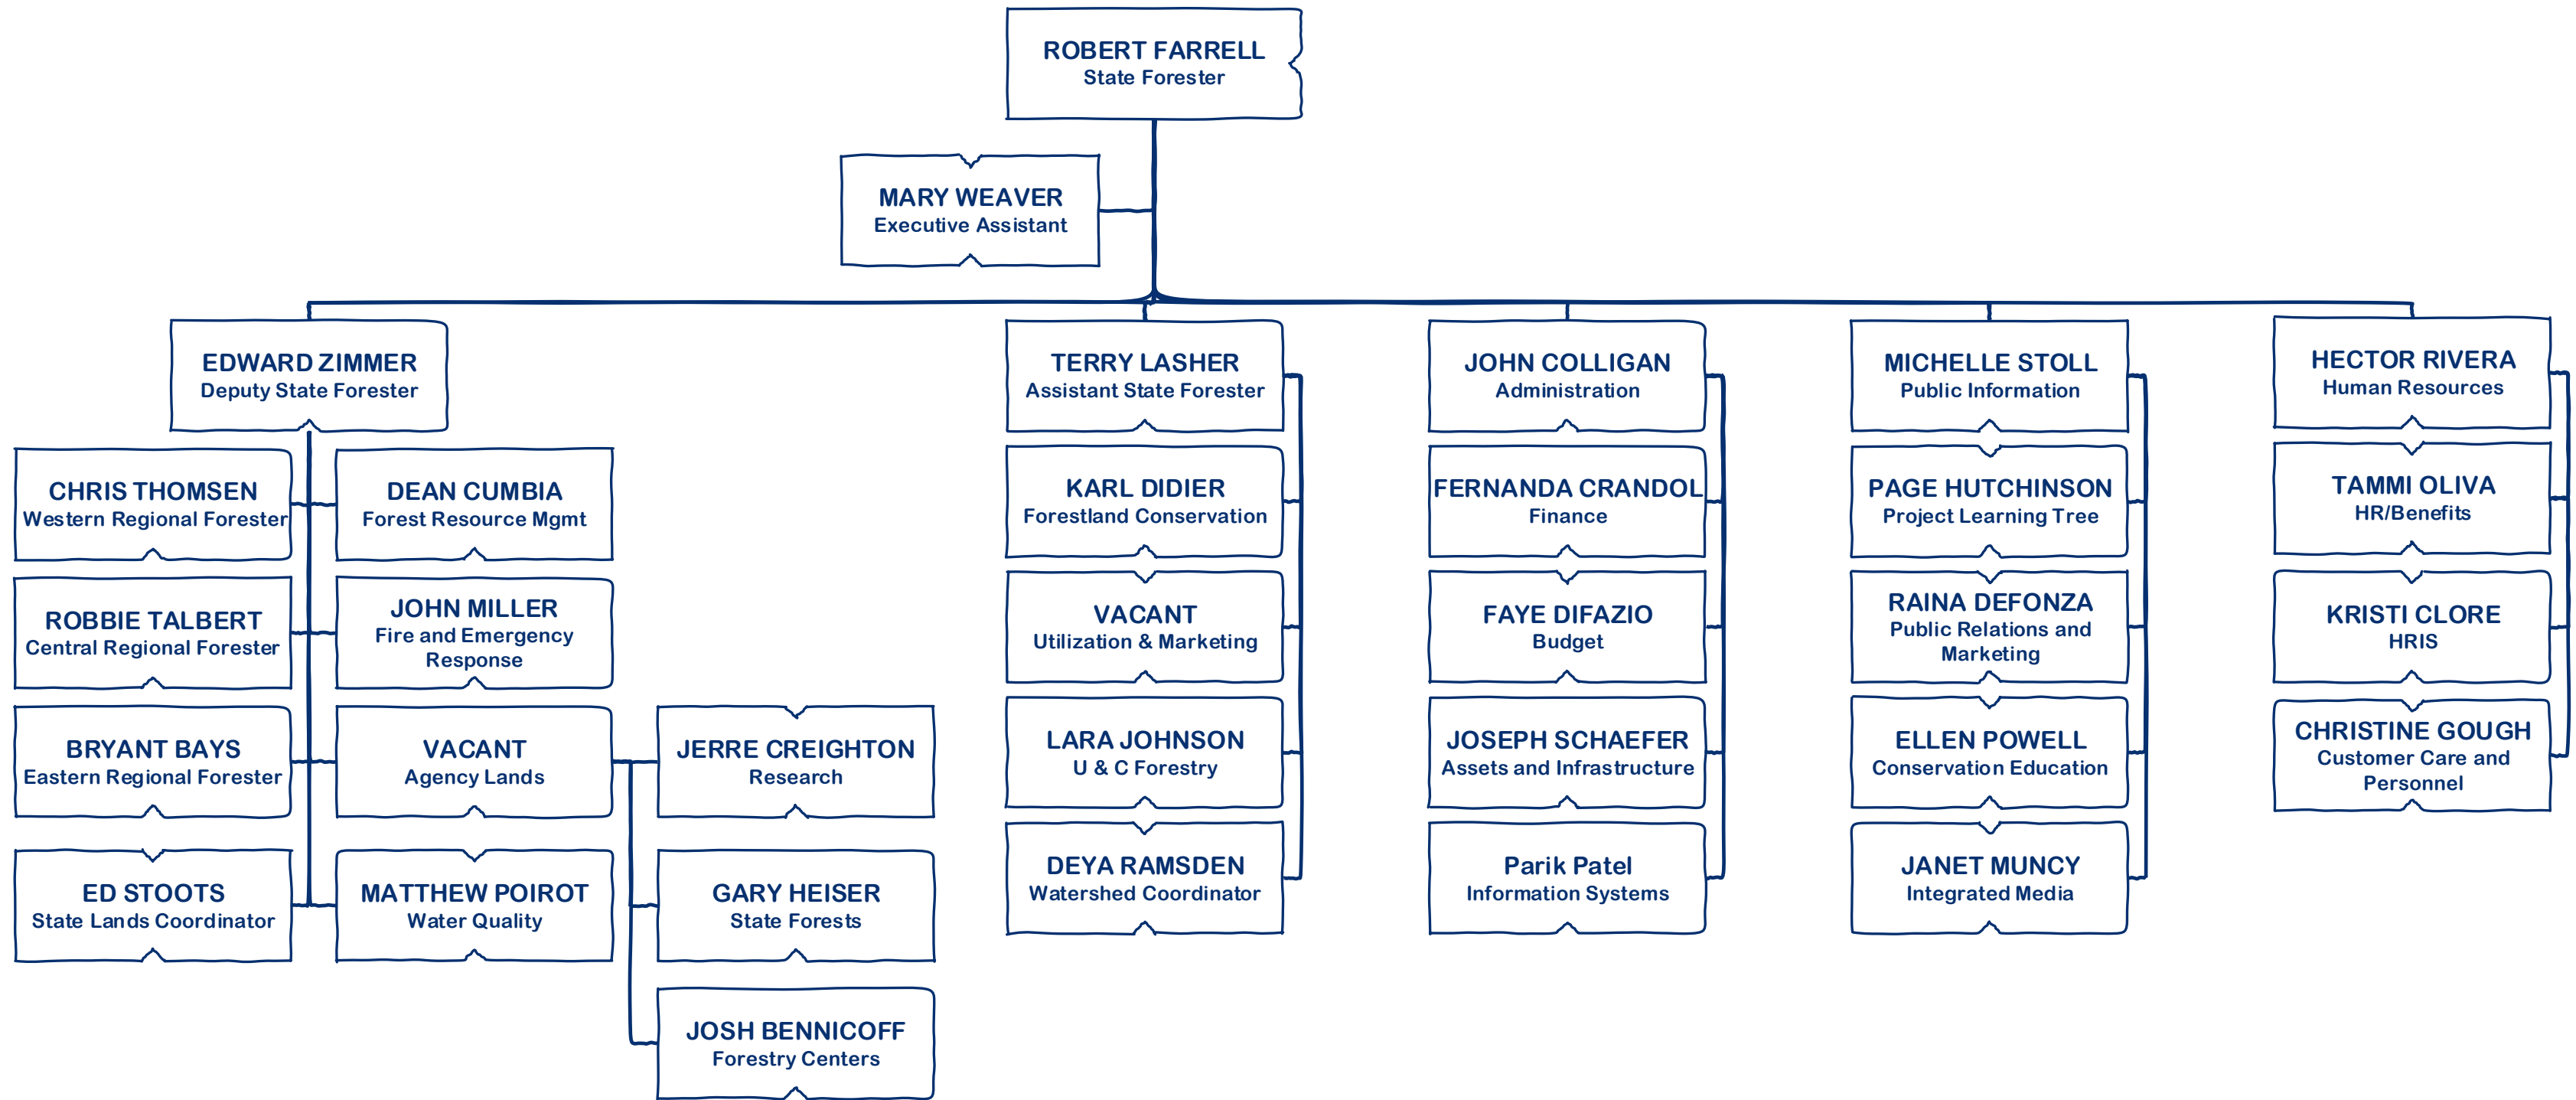 ROBERT FARRELL
State Forester
MARY WEAVER
Executive Assistant
EDWARD ZIMMER
Deputy State Forester
CHRIS THOMSEN
Western Regional Forester
DEAN CUMBIA
Forest Resource Mgmt
ROBBIE TALBERT
Central Regional Forester
JOHN MILLER
Fire and Emergency
Response
BRYANT BAYS
Eastern Regional Forester
VACANT
Agency Lands
JERRE CREIGHTON
Research
ED STOOTS
State Lands Coordinator
MATTHEW POIROT
Water Quality
GARY HEISER
State Forests
JOSH BENNICOFF
Forestry Centers
TERRY LASHER
Assistant State Forester
KARL DIDIER
Forestland Conservation
VACANT
Utilization & Marketing
LARA JOHNSON
U & C Forestry
DEYA RAMSDEN
Watershed Coordinator
JOHN COLLIGAN
Administration
FERNANDA CRANDOL
Finance
FAYE DIFAZIO
Budget
JOSEPH SCHAEFER
Assets and Infrastructure
Parik Patel
Information Systems
MICHELLE STOLL
Public Information
PAGE HUTCHINSON
Project Learning Tree
RAINA DEFONZA
Public Relations and
Marketing
ELLEN POWELL
Conservation Education
JANET MUNCY
Integrated Media
HECTOR RIVERA
Human Resources
TAMMI OLIVA
HR/Benefits
KRISTI CLORE
HRIS
CHRISTINE GOUGH
Customer Care and
Personnel